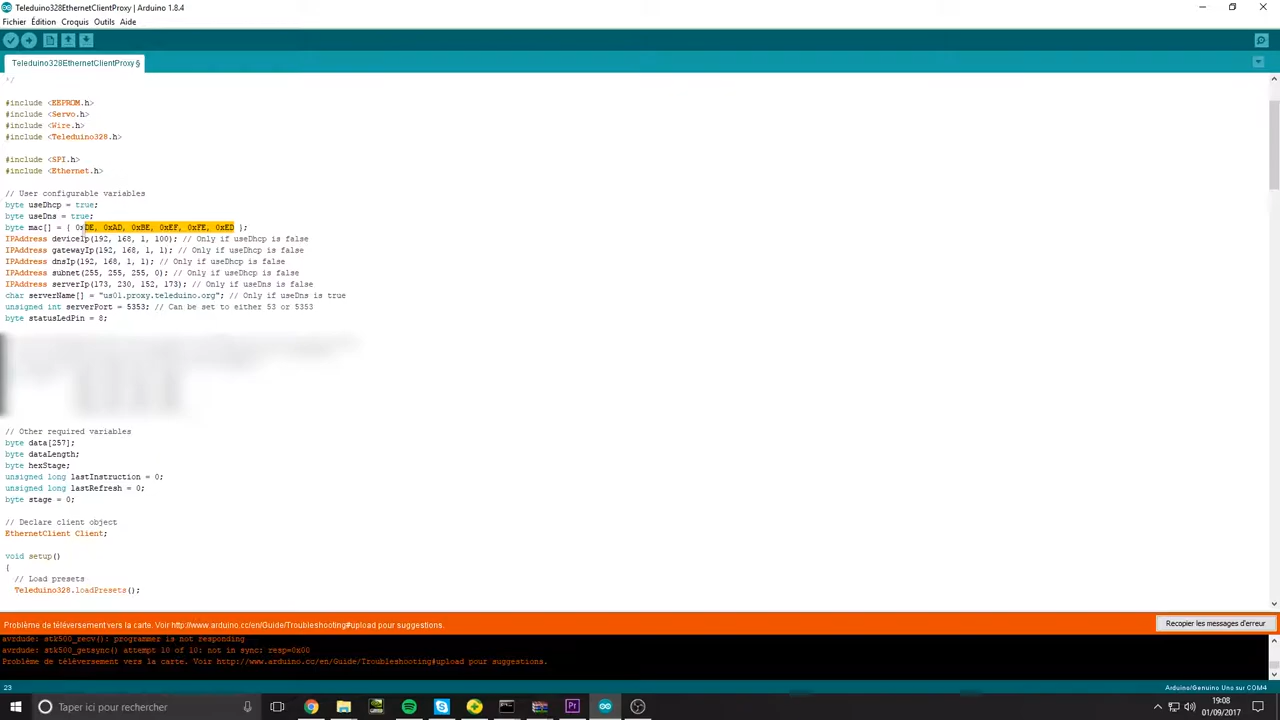 Teleduino328EthernetClientProxy | Arduino 1.8.4
Fichier Édition Croquis Outils Aide
Teleduino328EthernetClientProxy §
*/
#include <EEPROM.h>
#include <Servo.h>
#include <Wire.h>
#include <Teleduino328.h>
#include <SPI.h>
#include <Ethernet.h>
// User configurable variables
byte useDhcp = true;
byte useDns = true;
byte mac[] = { 0xDE, 0xAD, 0xBE, 0xEF, 0xFE, 0xED };
IPAddress deviceIp(192, 168, 1, 100); // Only if useDhcp is false
IPAddress gatewayIp(192, 168, 1, 1); // Only if useDhcp is false
IPAddress dnsIp(192, 168, 1, 1); // Only if useDhcp is false
IPAddress subnet(255, 255, 255, 0); // Only if useDhcp is false
IPAddress serverIp(173, 230, 152, 173); // Only if useDns is false
char serverName[] = "us01.proxy.teleduino.org"; // Only if useDns is true
unsigned int serverPort = 5353; // Can be set to either 53 or 5353
byte statusLedPin = 8;
// Other required variables
byte data[257];
byte dataLength;
byte hexStage;
unsigned long lastInstruction = 0;
unsigned long lastRefresh = 0;
byte stage = 0;
// Declare client object
EthernetClient Client;
void setup()
{
// Load presets
Teleduino328.loadPresets();
Problème de téléversement vers la carte. Voir http://www.arduino.cc/en/Guide/Troubleshooting#upload pour suggestions.
Recopier les messages d'erreur
avrdude: stk500_recv(): programmer is not responding
avrdude: stk500_getsync() attempt 10 of 10: not in sync: resp=0x00
Problème de téléversement vers la carte. Voir http://www.arduino.cc/en/Guide/Troubleshooting#upload pour suggestions.
23
Arduino/Genuino Uno sur COM4
Taper ici pour rechercher
Pr
19:08
01/09/2017